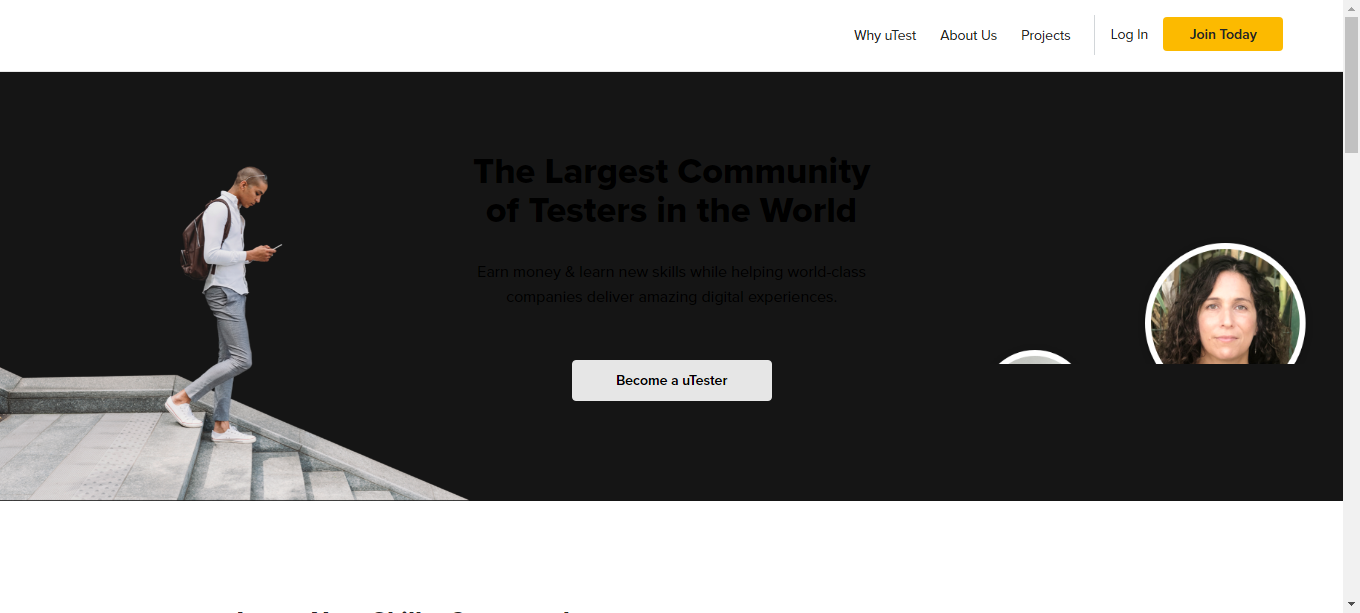 Why uTest
About Us
Projects
Log In
Join Today
The Largest Community
of Testers in the World
Earn money & learn new skills while helping world-class
companies deliver amazing digital experiences.
Become a uTester